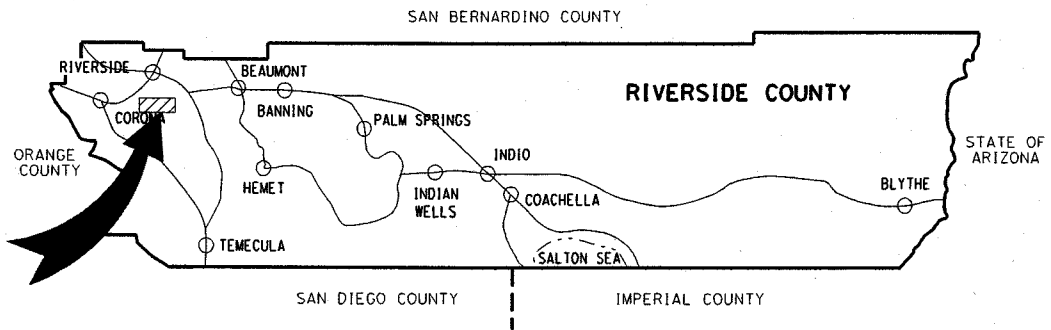 SAN BERNARDINO COUNTY
RIVERSIDE
BEAUMONT
RIVERSIDE COUNTY
CORONA
BANNING
PALM SPRINGS
ORANGE
COUNTY
STATE OF
ARIZONA
INDIO
HEMET
INDIAN
WELLS
COACHELLA
BLYTHE
TEMECULA
SALTON SEA
SAN DIEGO COUNTY
IMPERIAL COUNTY